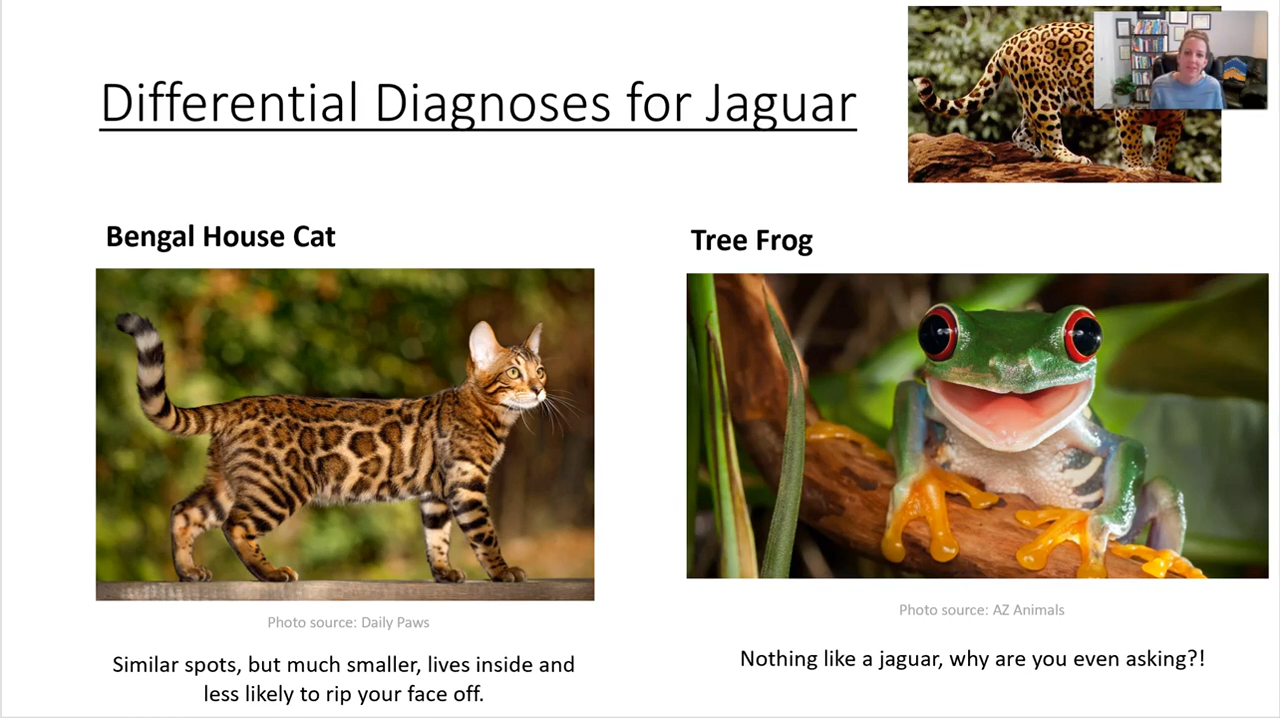 Differential Diagnoses for Jaguar
Bengal House Cat
Tree Frog
Photo source: Daily Paws
Photo source: AZ Animals
Similar spots, but much smaller, lives inside and
less likely to rip your face off.
Nothing like a jaguar, why are you even asking?!